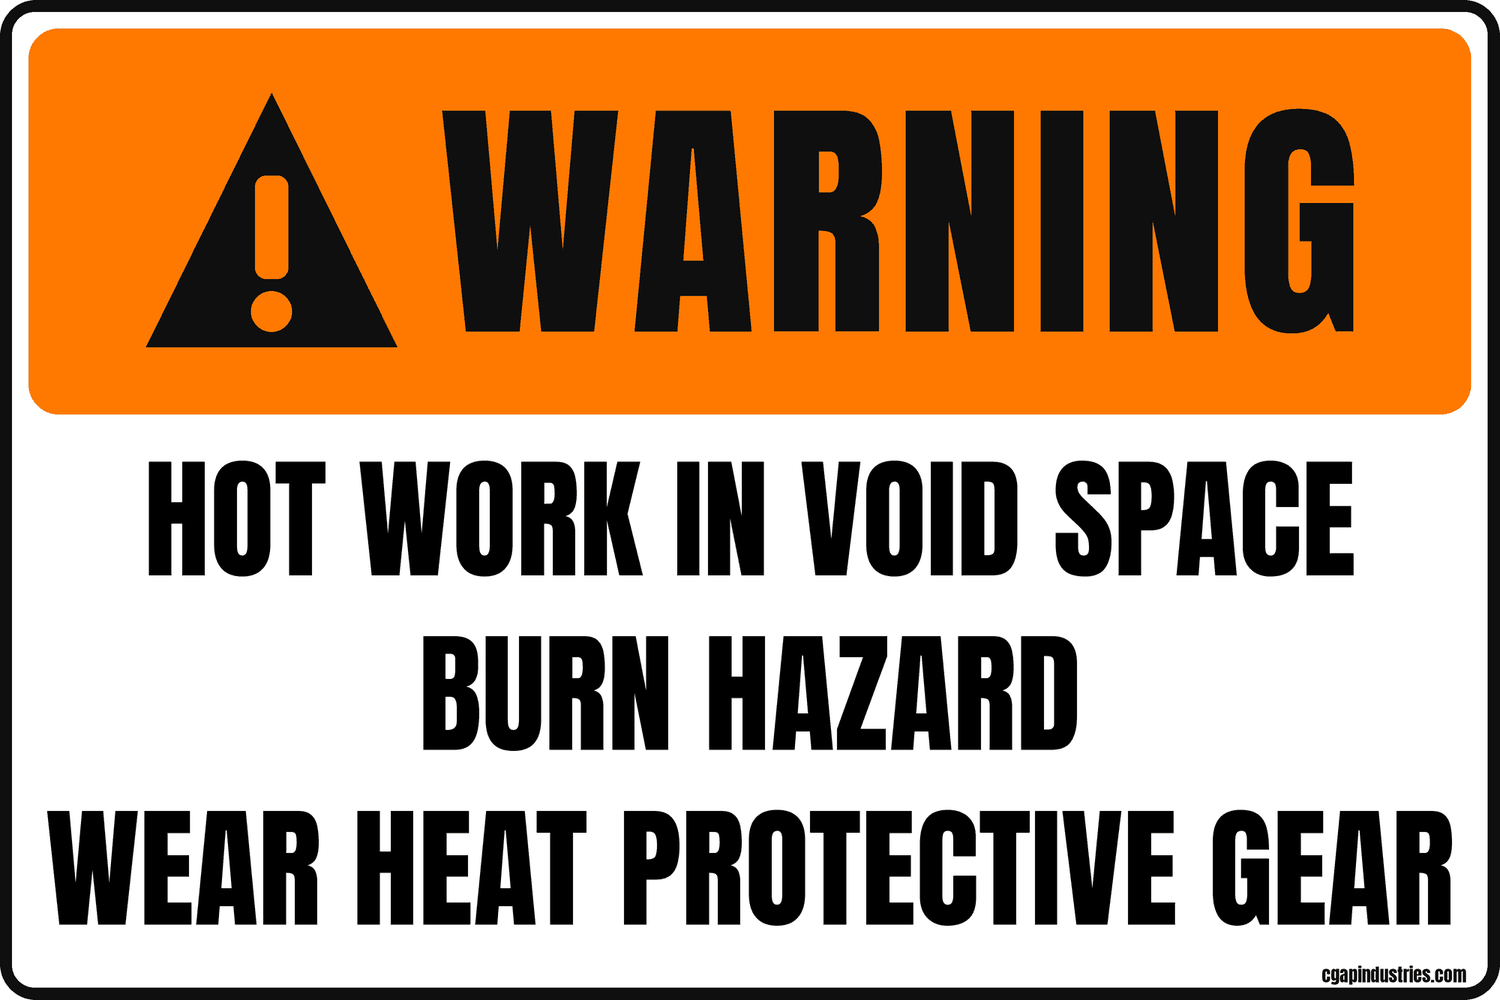 WARNING
HOT WORK IN VOID SPACE
BURN HAZARD
WEAR HEAT PROTECTIVE GEAR
cgapindustries.com